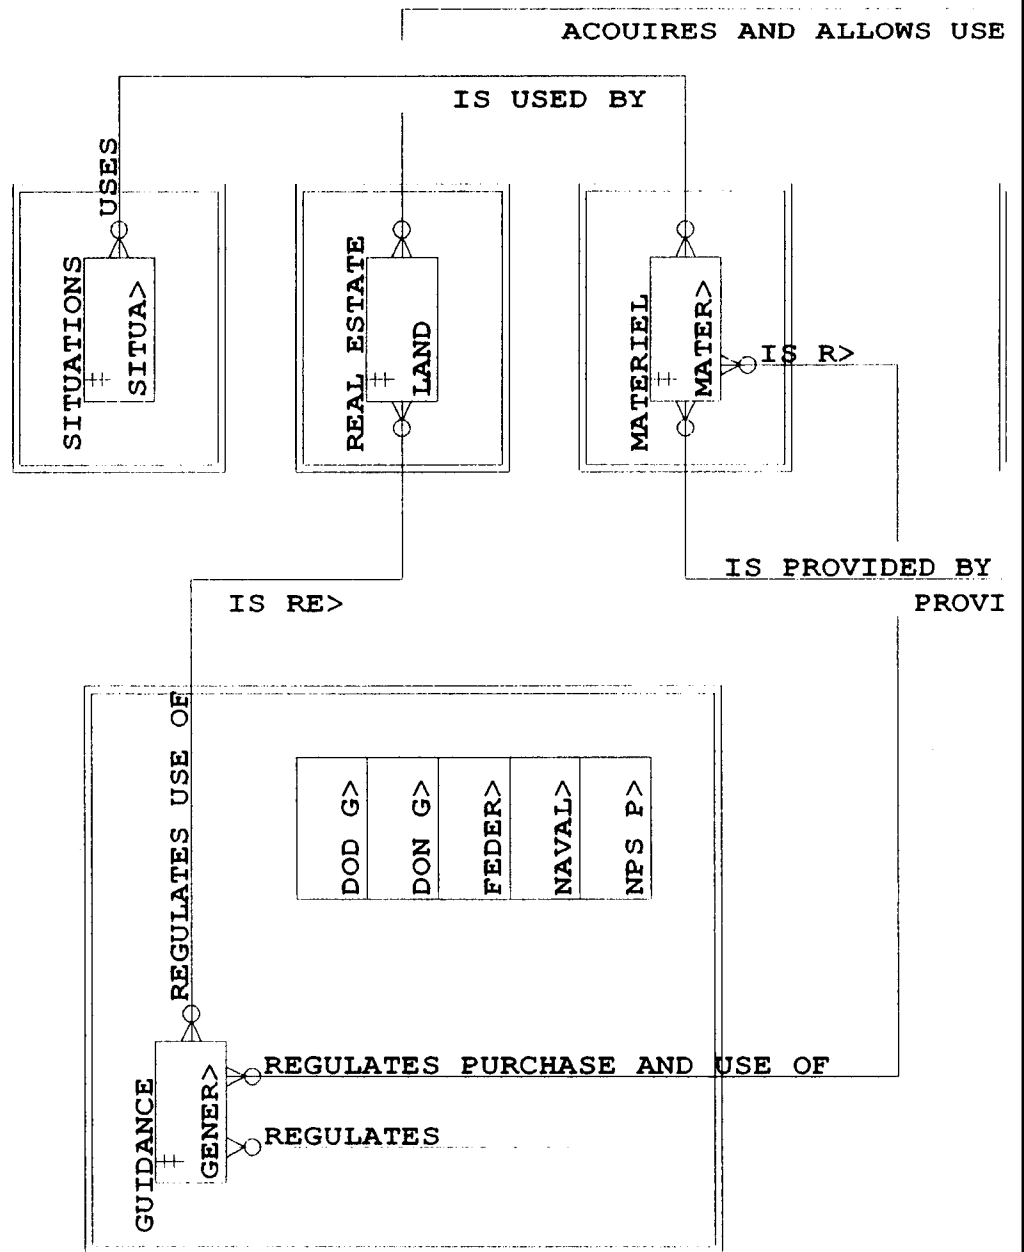 ACQUIRES AND ALLOWS USE
IS USED BY
USES
SITUATIONS
SITUA>
REAL ESTATE
LAND
MATERIEL
MATER>
IS R>
IS PROVIDED BY
PROVI
IS RE>
REGULATES USE OF
DOD G>
DON G>
FEDER>
NAVAL>
NPS P>
GUIDANCE
GENER>
REGULATES PURCHASE AND USE OF
REGULATES